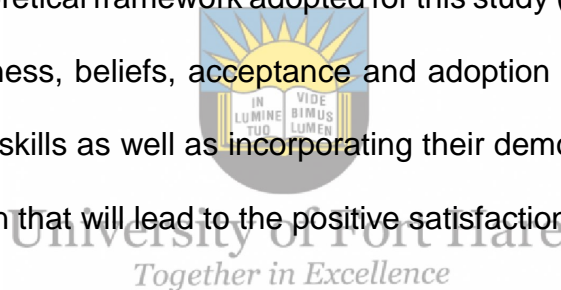 oretical framework adopted for this study (
ness, beliefs, acceptance and adoption
IN VIDE
LUMINE BIMUS
TUO LUMEN
skills as well as incorporating their demo
n that will lead to the positive satisfaction
University of Fort Hare
Together in Excellence